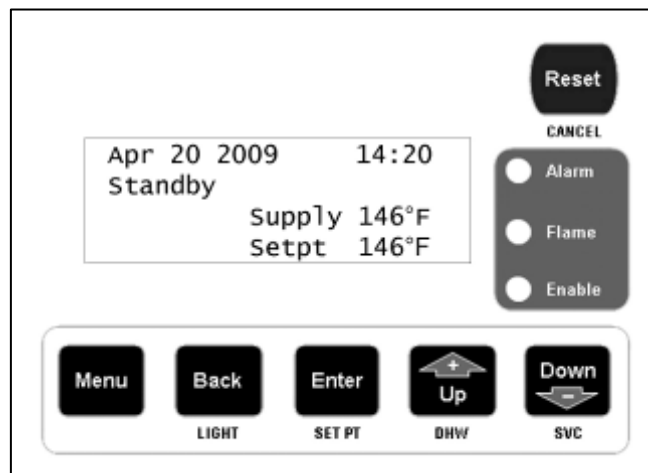 Reset
CANCEL
Apr 20 2009 14:20
Standby
Supply 146°F
Setpt 146°F
Alarm
Flame
Enable
Menu
Back
Enter
+
Up
Down
-
LIGHT
SET PT
DHW
SVC